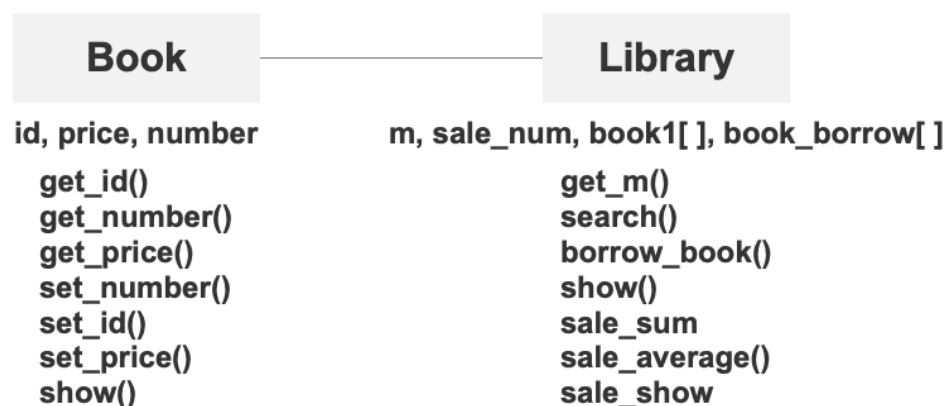 Book
Library
id, price, number
m, sale_num, book1[ ], book_borrow[ ]
get_id()
get_number()
get_price()
set_number()
set_id()
set_price()
show()
get_m()
search()
borrow_book()
show()
sale_sum
sale_average()
sale_show